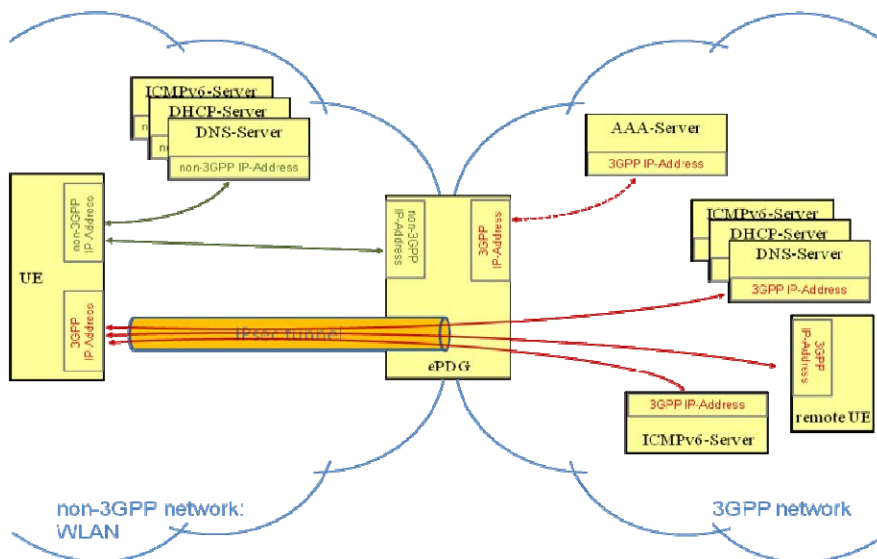 ICMPv6-Server
DHCP-Server
DNS-Server
non-3GPP IP-Address
AAA-Server
3GPP IP-Address
UE
non-3GPP
IP Address
3GPP
IP Address
non-3GPP
IP-Address
3GPP
IP-Address
ICMPv6-Server
DHCP-Server
DNS-Server
3GPP IP-Address
IPsec tunnel
ePDG
3GPP
IP-Address
remote UE
3GPP IP-Address
ICMPv6-Server
non-3GPP network:
WLAN
3GPP network